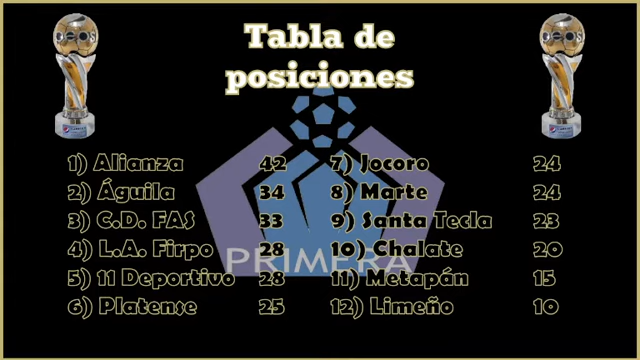 Tabla de
posiciones
1) Alianza 42
2) Águila 34
3) C.D. FAS 33
4) L.A. Firpo 28
5) 11 Deportivo 28
6) Platense 25
7) Jocoro 24
8) Marte 24
9) Santa Tecla 23
10) Chalate 20
11) Metapán 15
12) Limeño 10
PRIMERA